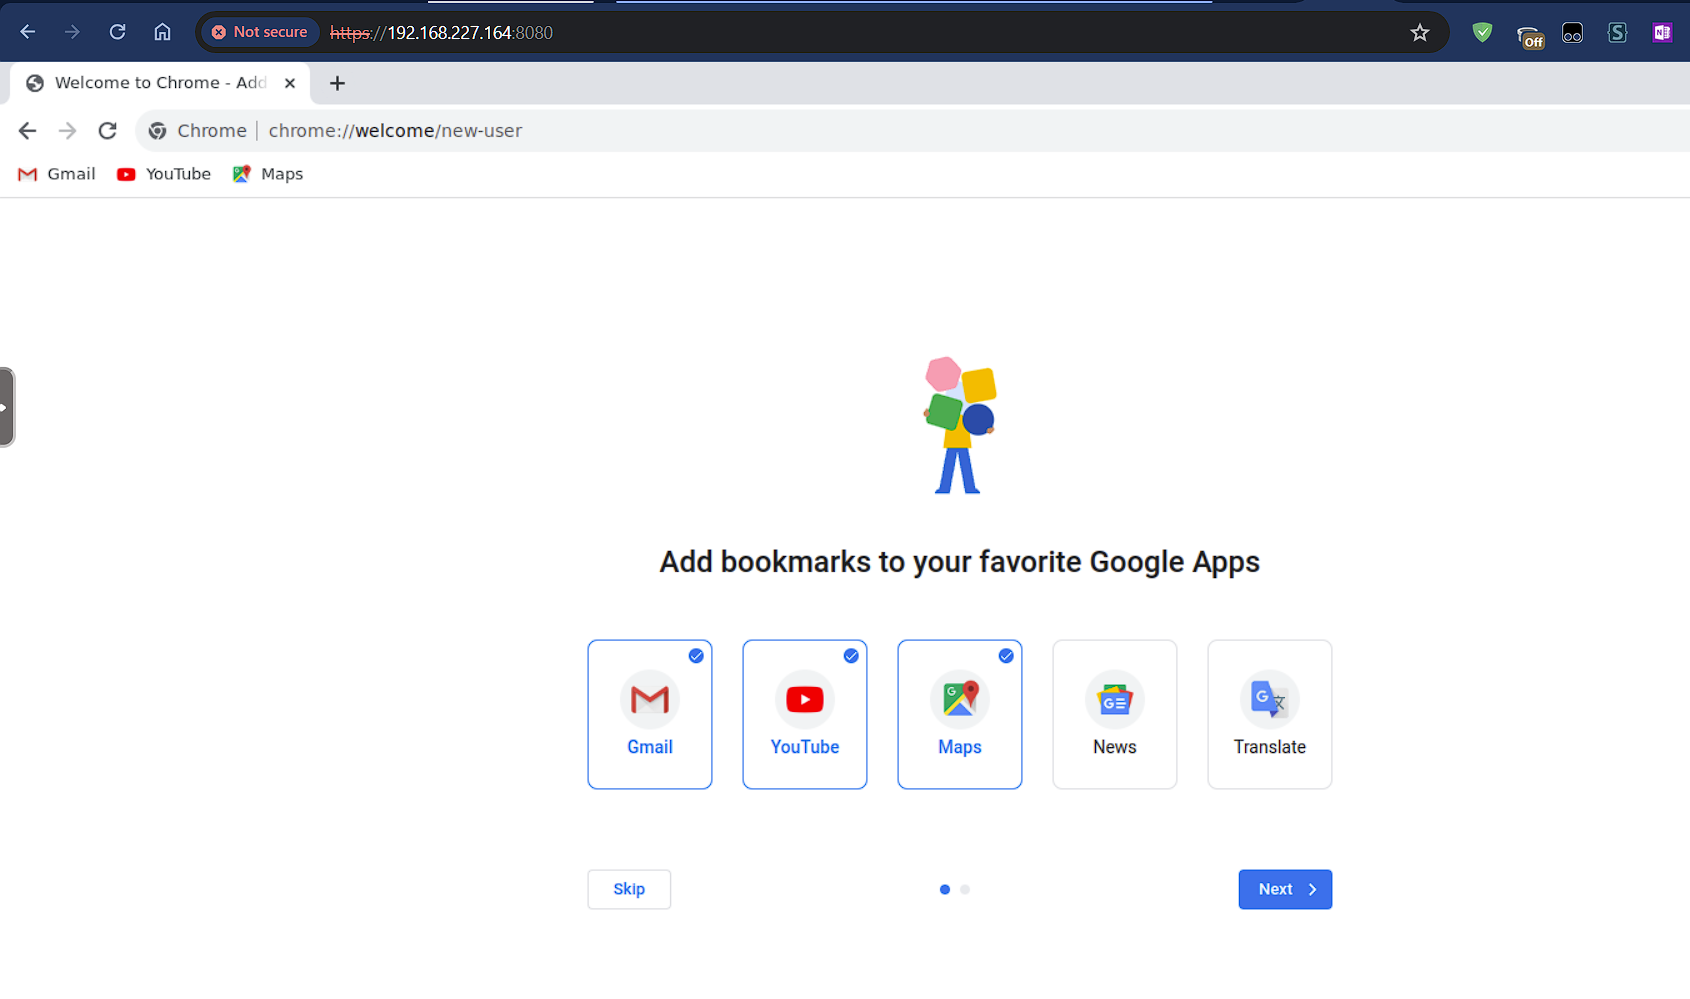 Not secure https://192.168.227.164:8080
Off
Welcome to Chrome - Add
Chrome chrome://welcome/new-user
Gmail YouTube Maps
Add bookmarks to your favorite Google Apps
Gmail YouTube Maps News Translate
Skip Next